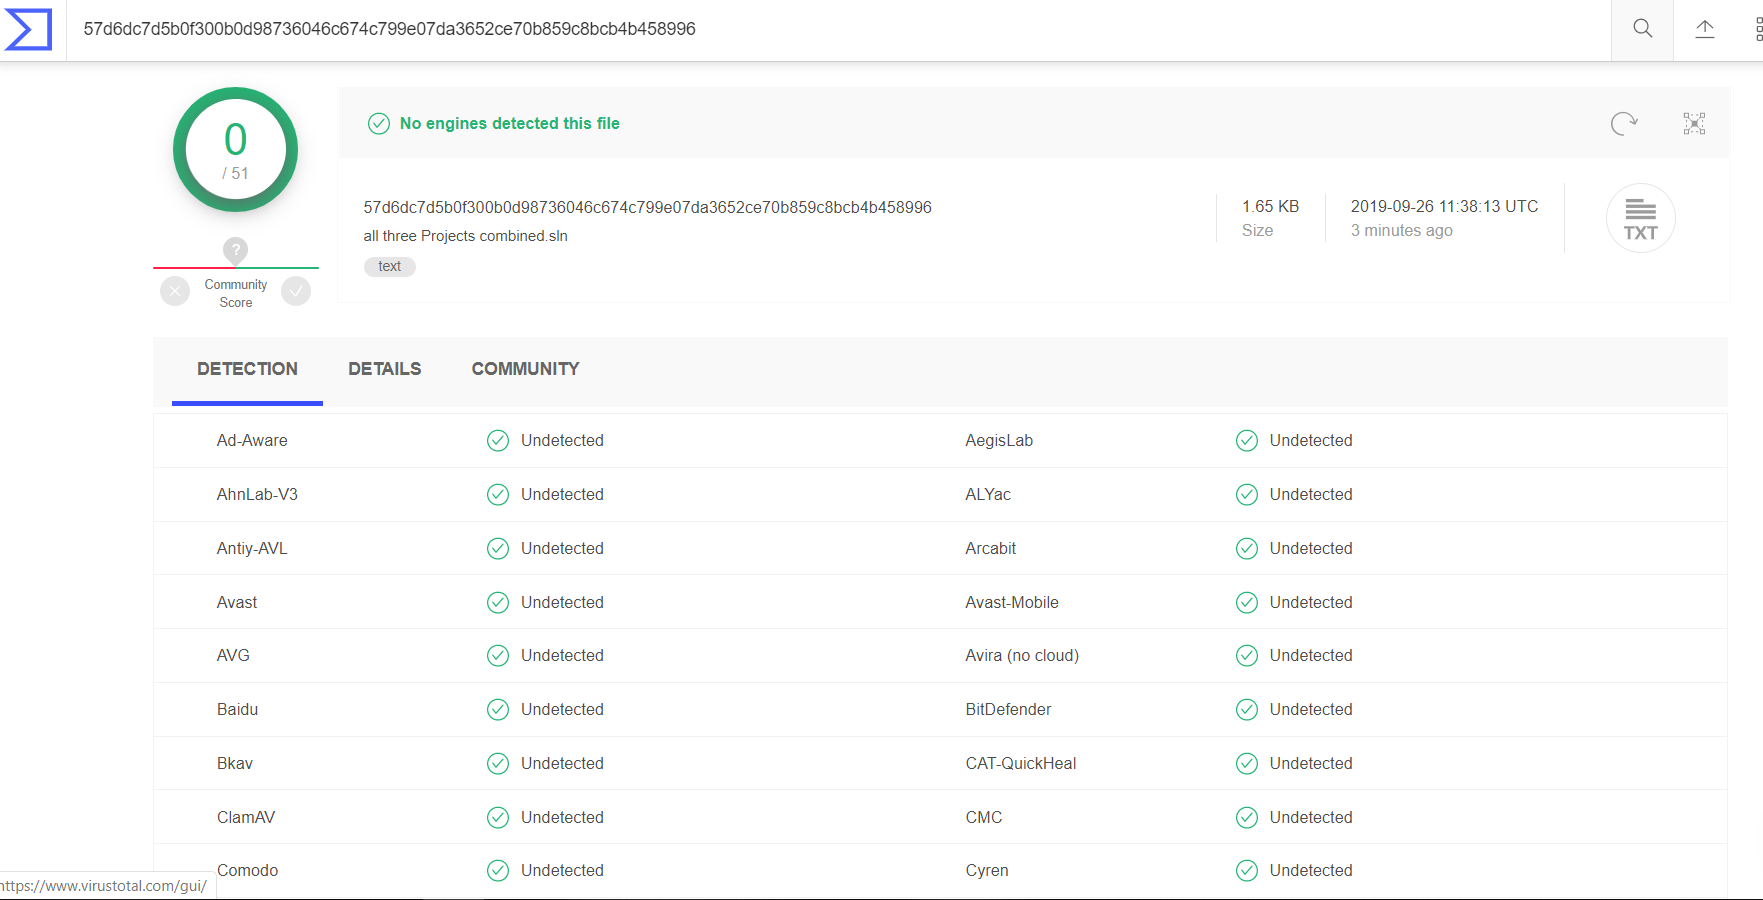 57d6dc7d5b0f300b0d98736046c674c799e07da3652ce70b859c8bcb4b458996
0
/ 51
?
Community
Score
No engines detected this file
57d6dc7d5b0f300b0d98736046c674c799e07da3652ce70b859c8bcb4b458996
all three Projects combined.sln
text
1.65 KB
Size
2019-09-26 11:38:13 UTC
3 minutes ago
TXT
DETECTION DETAILS COMMUNITY
Ad-Aware Undetected AegisLab Undetected
AhnLab-V3 Undetected ALYac Undetected
Antiy-AVL Undetected Arcabit Undetected
Avast Undetected Avast-Mobile Undetected
AVG Undetected Avira (no cloud) Undetected
Baidu Undetected BitDefender Undetected
Bkav Undetected CAT-QuickHeal Undetected
ClamAV Undetected CMC Undetected
Comodo Undetected Cyren Undetected
https://www.virustotal.com/gui/